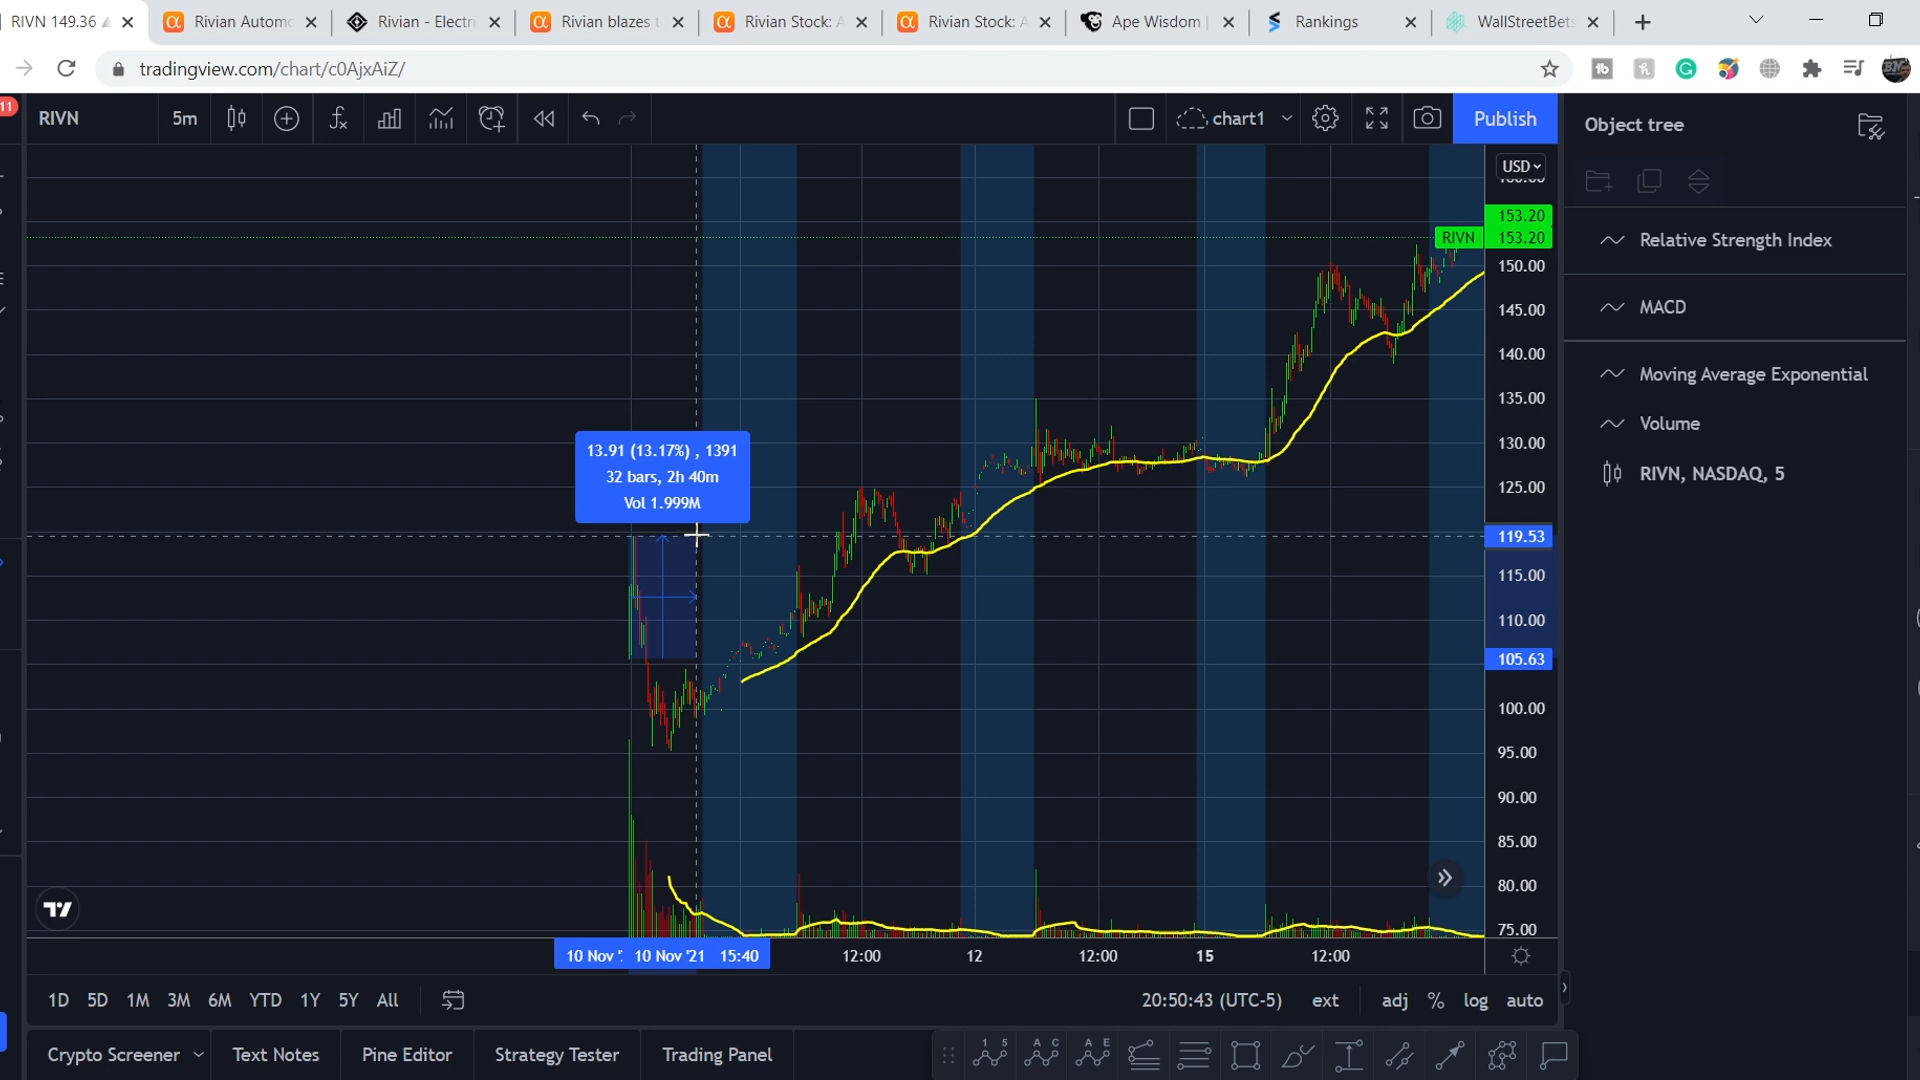 RIVN 149.36
Rivian Automo
Rivian - Electri
Rivian blazes t
Rivian Stock: A
Rivian Stock: A
Ape Wisdom |
Rankings
WallStreetBets
tradingview.com/chart/c0AjxAiZ/
11
RIVN
5m
chart1
Publish
Object tree
USD
153.20
RIVN
153.20
150.00
145.00
140.00
135.00
130.00
125.00
119.53
115.00
110.00
105.63
100.00
95.00
90.00
85.00
80.00
75.00
13.91 (13.17%) , 1391
32 bars, 2h 40m
Vol 1.999M
Relative Strength Index
MACD
Moving Average Exponential
Volume
RIVN, NASDAQ, 5
10 Nov '
10 Nov '21 15:40
12:00
12
12:00
15
12:00
1D 5D 1M 3M 6M YTD 1Y 5Y All
20:50:43 (UTC-5)
ext
adj % log auto
Crypto Screener
Text Notes
Pine Editor
Strategy Tester
Trading Panel